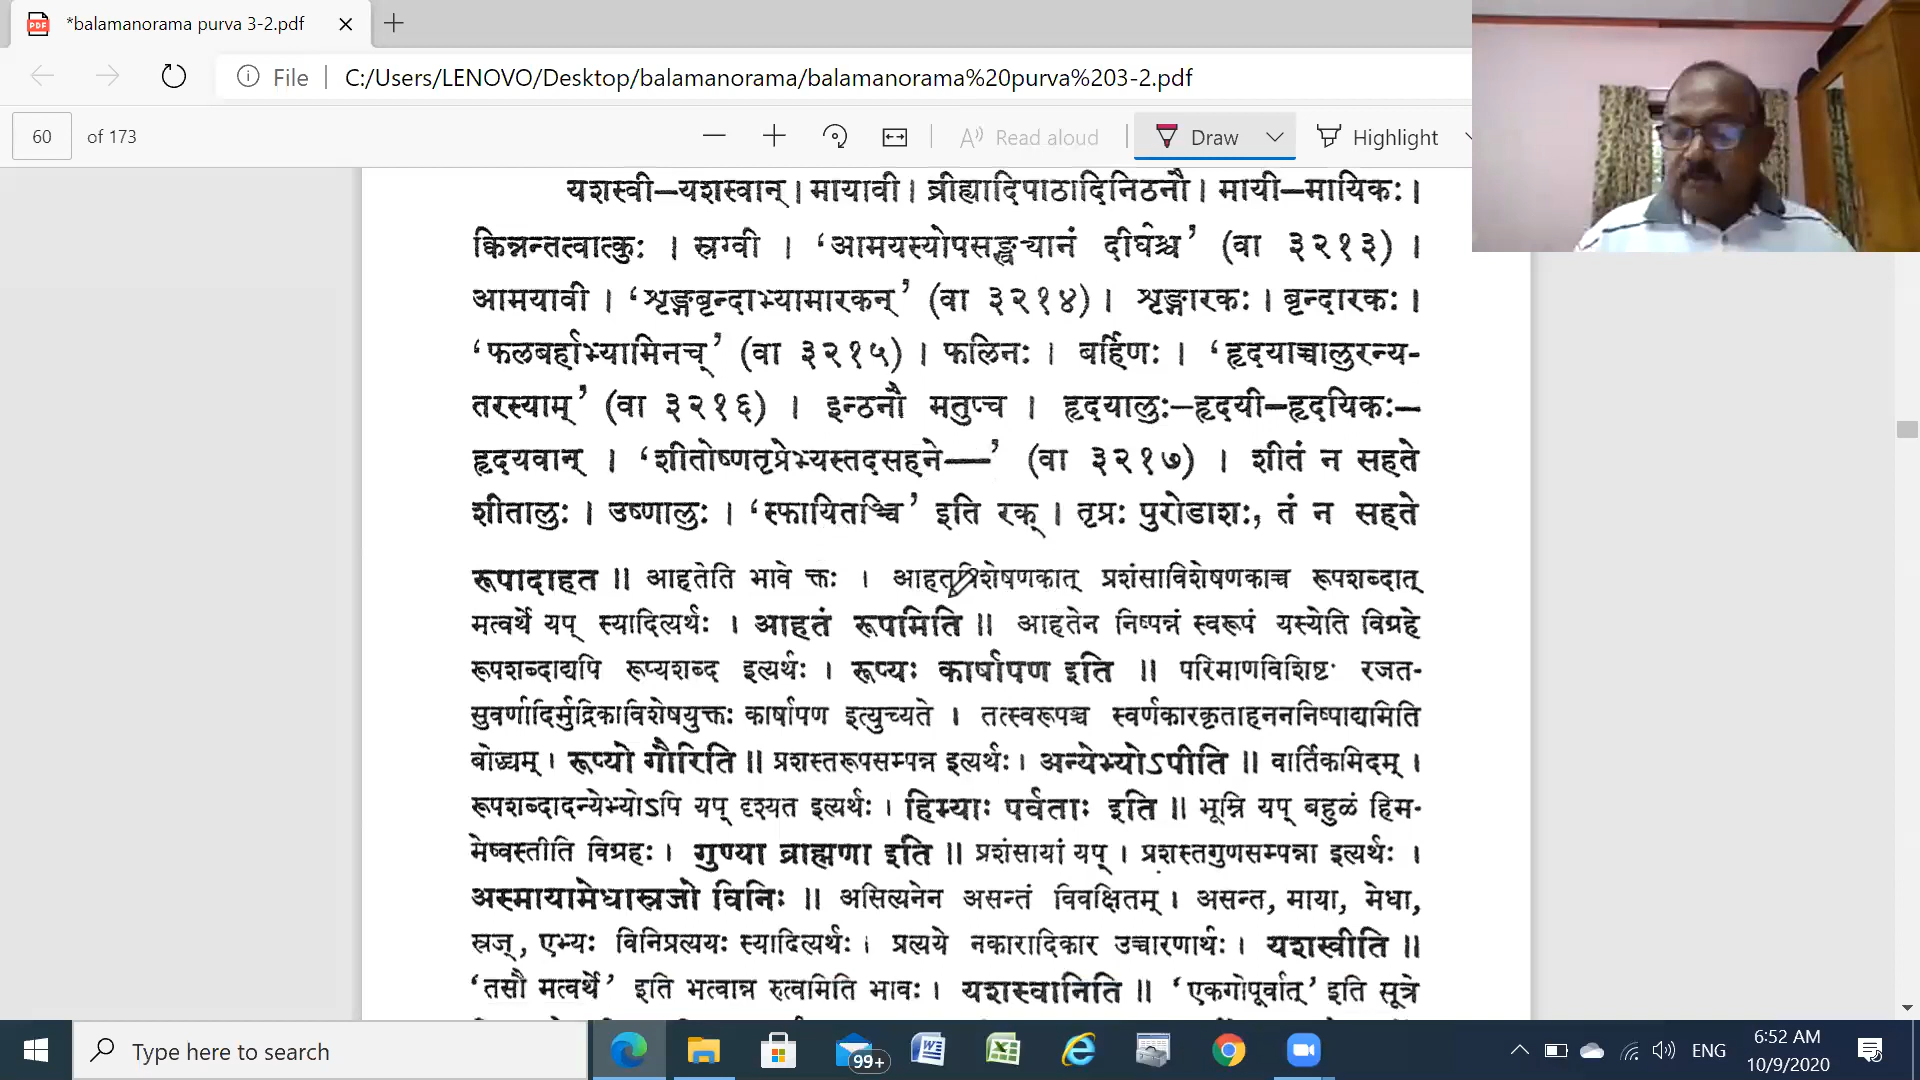 *balamanorama purva 3-2.pdf
File | C:/Users/LENOVO/Desktop/balamanorama/balamanorama%20purva%203-2.pdf
60 of 173 Read aloud Draw Highlight
यशस्वी—यशस्वान् । मायावी । व्रीह्यादिपाठादिनिठनौ । मायी—मायिकः ।
क्विन्नन्तत्वात्कुः । स्रग्वी । ‘आमयस्योपसङ्ख्यानं दीर्घश्च’ (वा ३२१३) ।
आमयावी । ‘शृङ्गबृन्दाभ्यामारकन्’ (वा ३२१४) । शृङ्गारकः । बृन्दारकः ।
‘फलबर्हाभ्यामिनच्’ (वा ३२१५) । फलिनः । बर्हिणः । ‘हृदयाच्चालुरन्य-
तरस्याम्’ (वा ३२१६) । इन्ठनौ मतुप्च । हृदयालुः—हृदयी—हृदयिकः—
हृदयवान् । ‘शीतोष्णतृप्रेभ्यस्तदसहने—’ (वा ३२१७) । शीतं न सहते
शीतालुः । उष्णालुः । ‘स्फायितञ्चि’ इति रक् । तृप्रः पुरोडाशः, तं न सहते
रूपादाहत ॥ आहतेति भावे क्तः । आहतविशेषणकात् प्रशंसाविशेषणकाच्च रूपशब्दात्
मत्वर्थे यप् स्यादित्यर्थः । आहतं रूपमिति ॥ आहतेन निष्पन्नं स्वरूपं यस्येति विग्रहे
रूपशब्दाद्यपि रूप्यशब्द इत्यर्थः । रूप्यः कार्षापण इति ॥ परिमाणविशिष्ट रजत-
सुवर्णादिर्मुद्रिकाविशेषयुक्तः कार्षापण इत्युच्यते । तत्स्वरूपञ्च स्वर्णकारकृताहनननिष्पाद्यमिति
बोद्ध्यम् । रूप्यो गौरिति ॥ प्रशस्तरूपसम्पन्न इत्यर्थः । अन्येभ्योऽपीति ॥ वार्तिकमिदम् ।
रूपशब्दादन्येभ्योऽपि यप् दृश्यत इत्यर्थः । हिम्याः पर्वताः इति ॥ भूम्नि यप् बहुळं हिम-
मेष्वस्तीति विग्रहः । गुण्या ब्राह्मणा इति ॥ प्रशंसायां यप् । प्रशस्तगुणसम्पन्ना इत्यर्थः ।
अस्मायामेधास्रजो विनिः ॥ असित्यनेन असन्तं विवक्षितम् । असन्त, माया, मेधा,
स्रज्, एभ्यः विनिप्रत्ययः स्यादित्यर्थः । प्रत्यये नकारादिकार उच्चारणार्थः । यशस्वीति ॥
‘तसौ मत्वर्थे’ इति भत्वान्न रुत्वमिति भावः । यशस्वानिति ॥ ‘एकगोपूर्वात्’ इति सूत्रे
Type here to search
99+
ENG
6:52 AM
10/9/2020